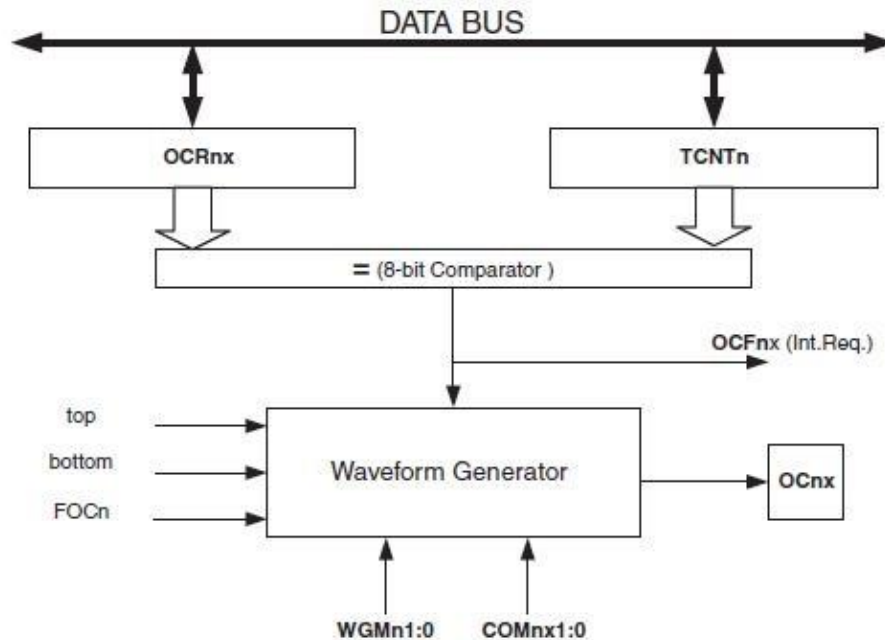 DATA BUS
OCRnx
TCNTn
= (8-bit Comparator )
OCFnx (Int.Req.)
top
bottom
FOCn
Waveform Generator
OCnx
WGMn1:0
COMnx1:0